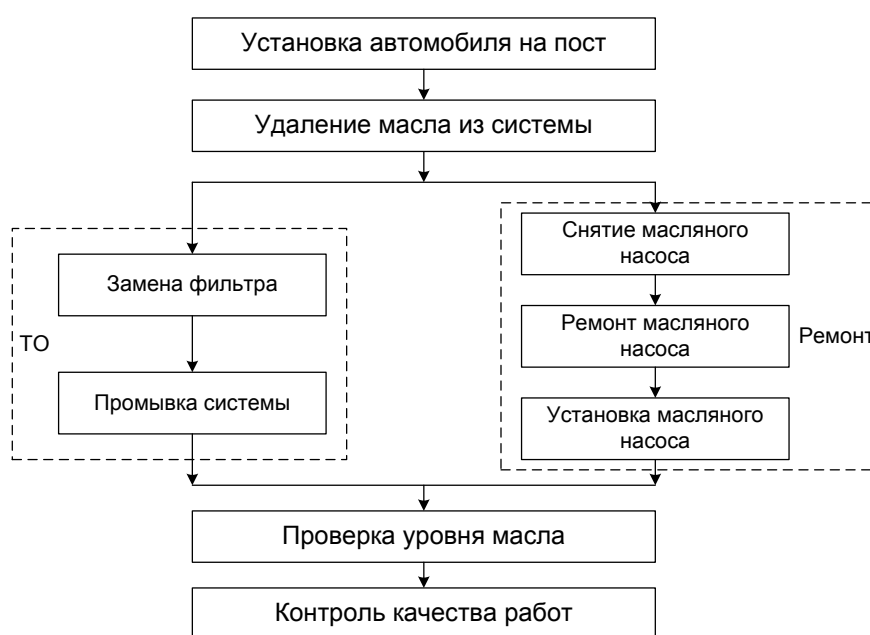 Установка автомобиля на пост
Удаление масла из системы
Снятие масляного
насоса
Замена фильтра
Ремонт масляного
насоса
ТО
Ремонт
Промывка системы
Установка масляного
насоса
Проверка уровня масла
Контроль качества работ